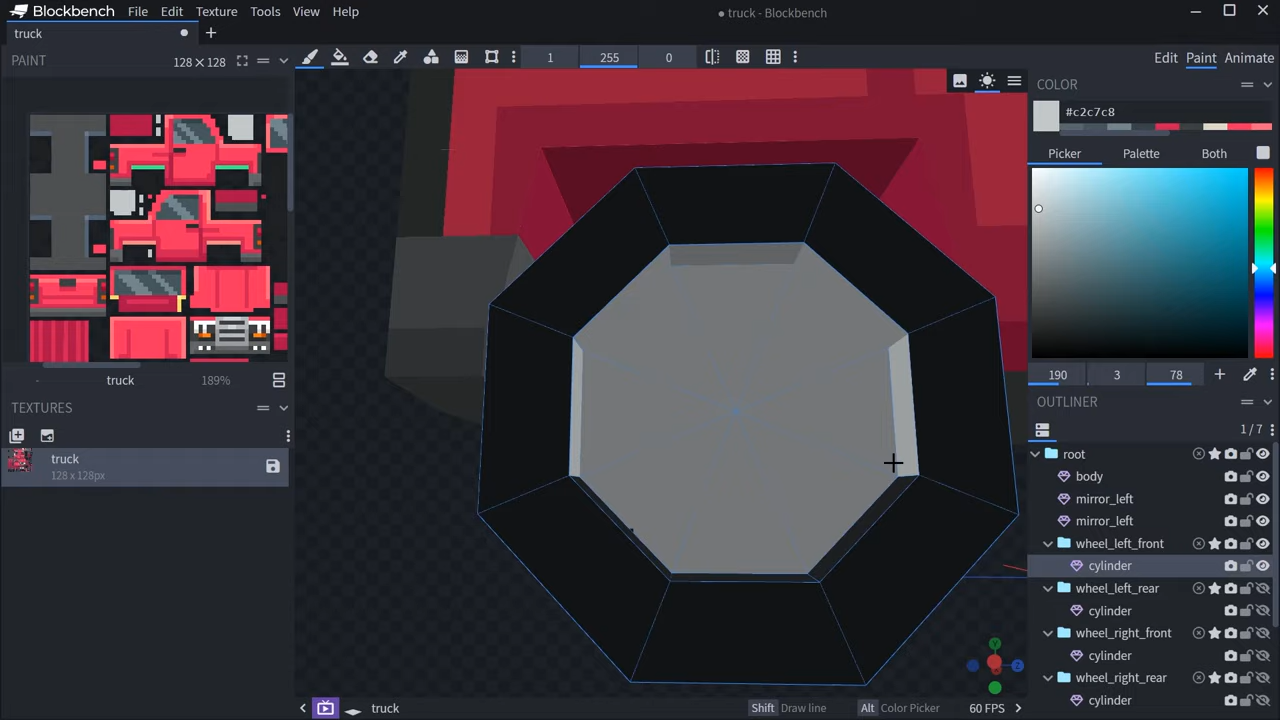 Blockbench File Edit Texture Tools View Help
truck - Blockbench
truck
PAINT 128 × 128
1 255 0
Edit Paint Animate
COLOR
#c2c7c8
Picker Palette Both
190 3 78
truck 189%
TEXTURES
truck
128 x 128px
OUTLINER
1 / 7
root
body
mirror_left
mirror_left
wheel_left_front
cylinder
wheel_left_rear
cylinder
wheel_right_front
cylinder
wheel_right_rear
cylinder
Y
Z
truck
Shift Draw line Alt Color Picker 60 FPS